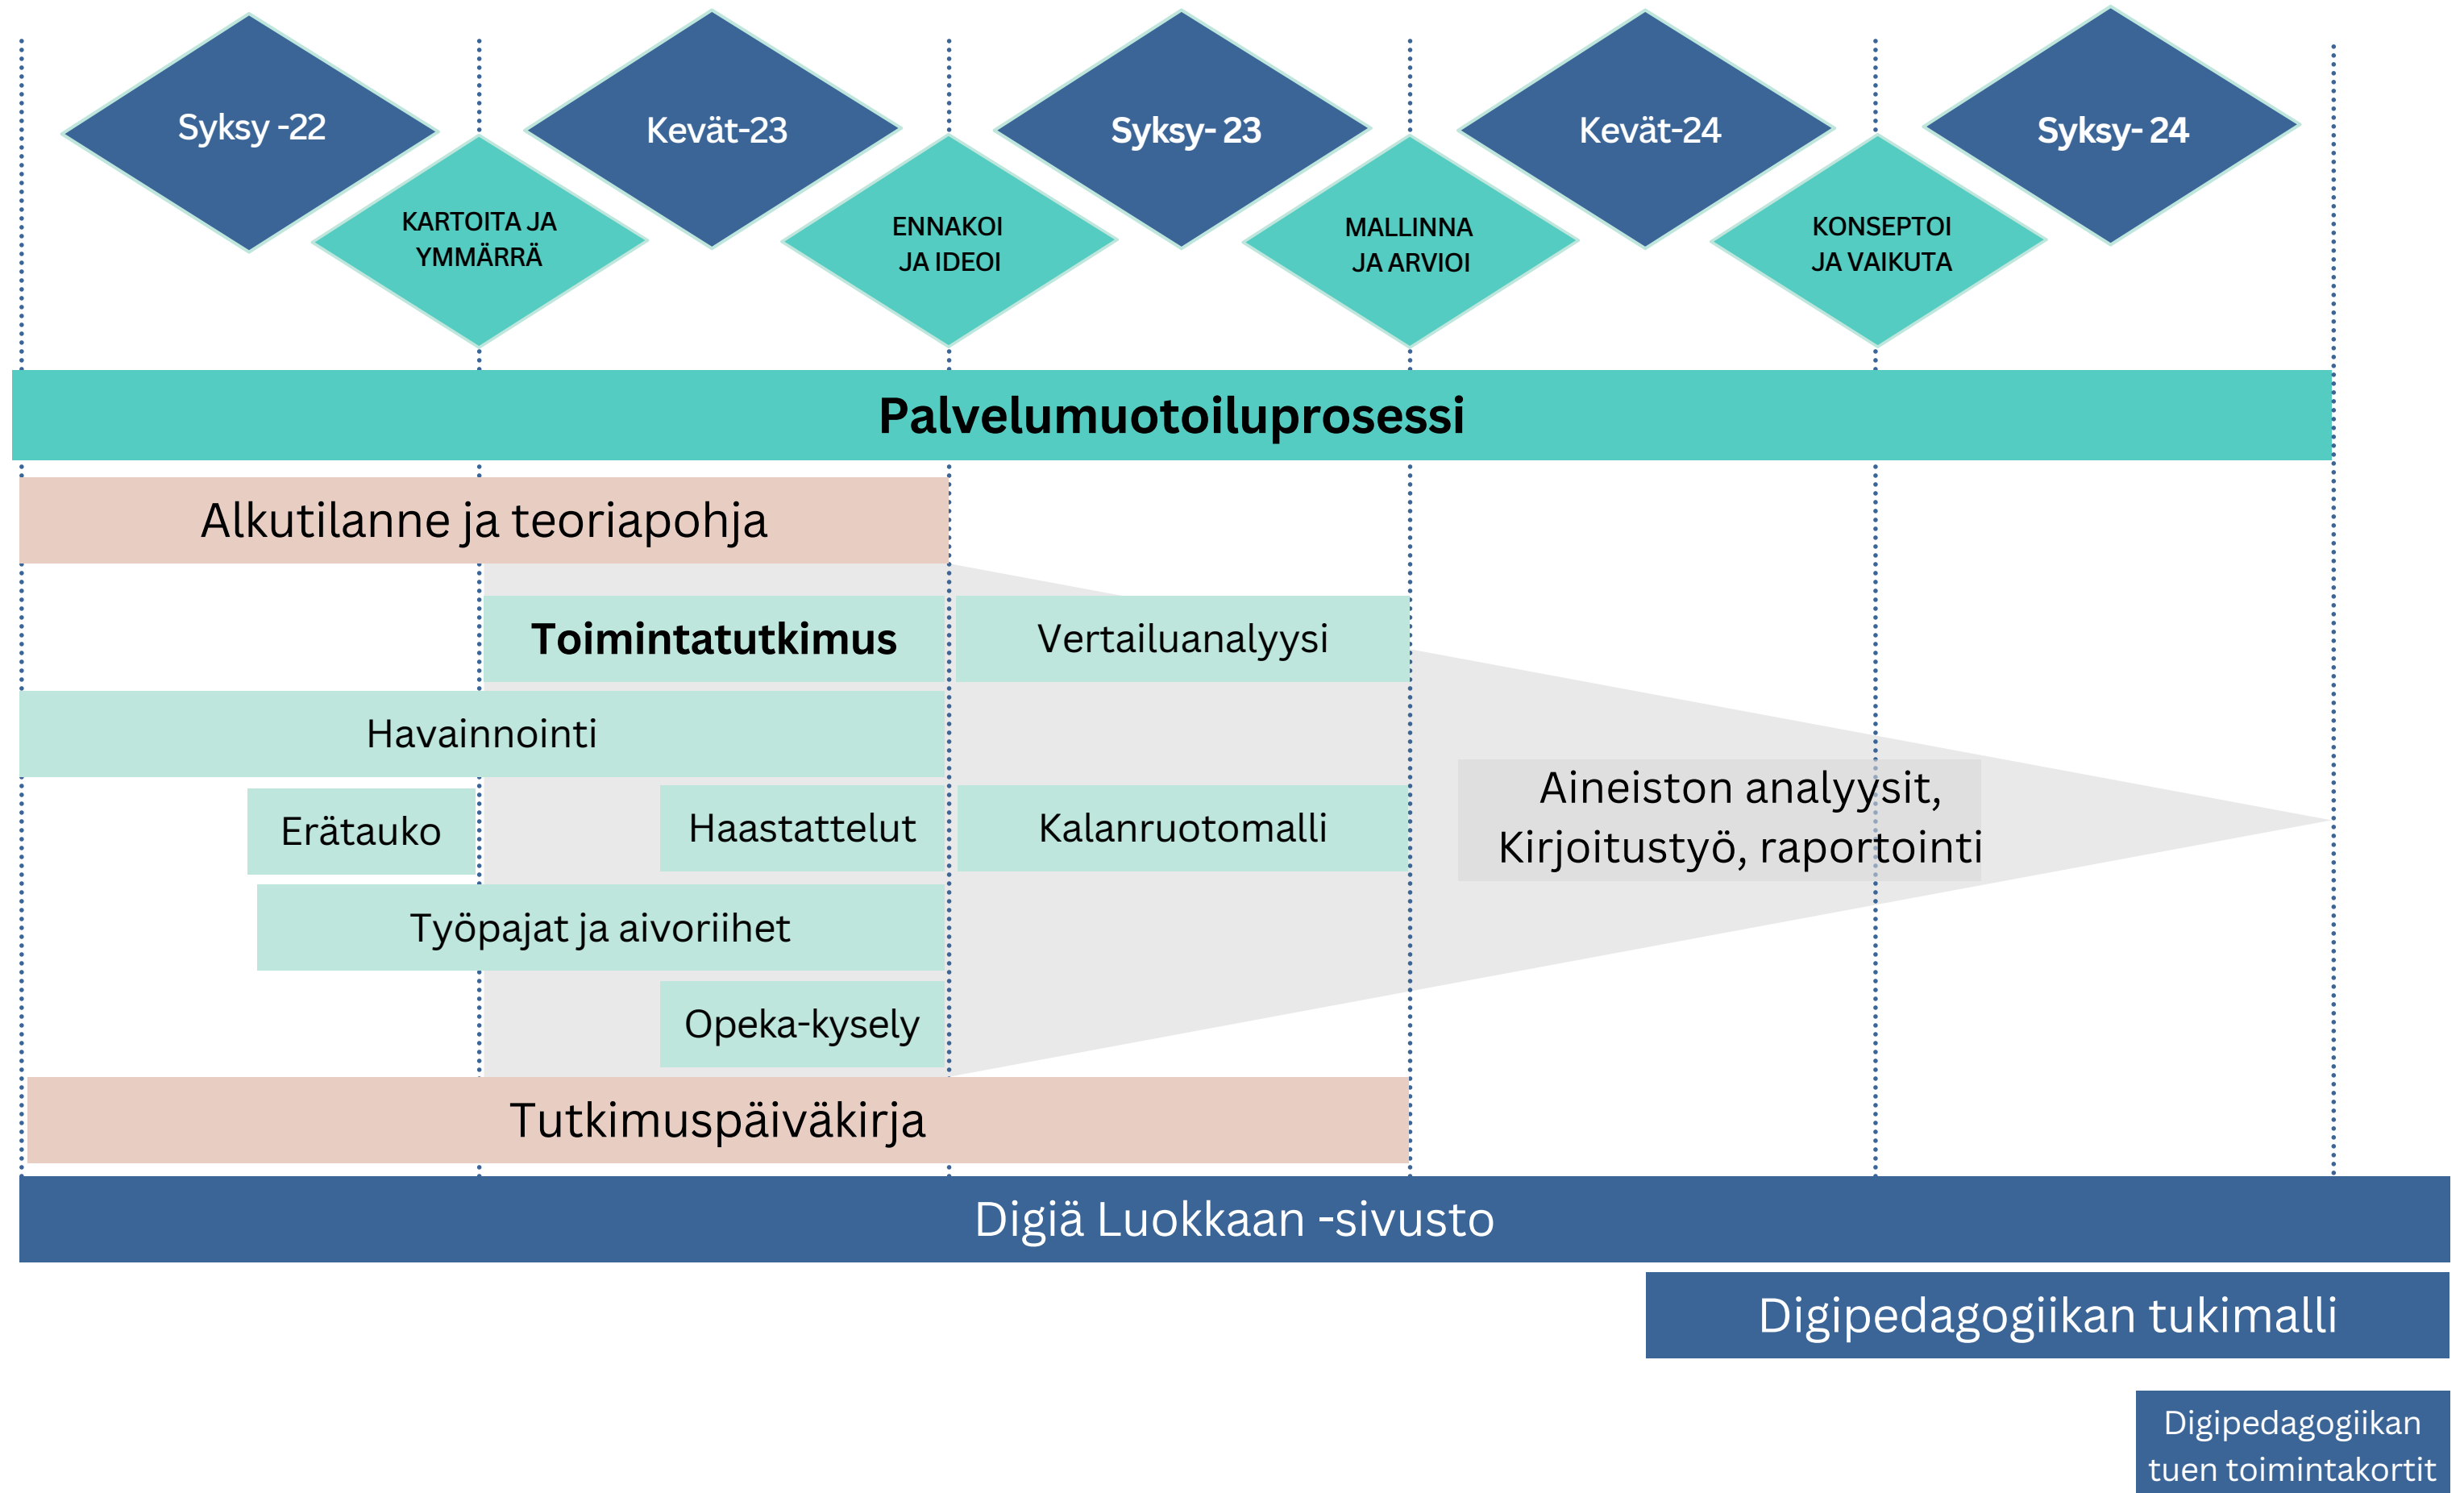 Syksy -22
Kevät-23
Syksy- 23
Kevät-24
Syksy- 24
KARTOITA JA
YMMÄRRÄ
ENNAKOI
JA IDEOI
MALLINNA
JA ARVIOI
KONSEPTOI
JA VAIKUTA
Palvelumuotoiluprosessi
Alkutilanne ja teoriapohja
Toimintatutkimus
Vertailuanalyysi
Havainnointi
Erätauko
Haastattelut
Kalanruotomalli
Aineiston analyysit,
Kirjoitustyö, raportointi
Työpajat ja aivoriihet
Opeka-kysely
Tutkimuspäiväkirja
Digiä Luokkaan -sivusto
Digipedagogiikan tukimalli
Digipedagogiikan
tuen toimintakortit